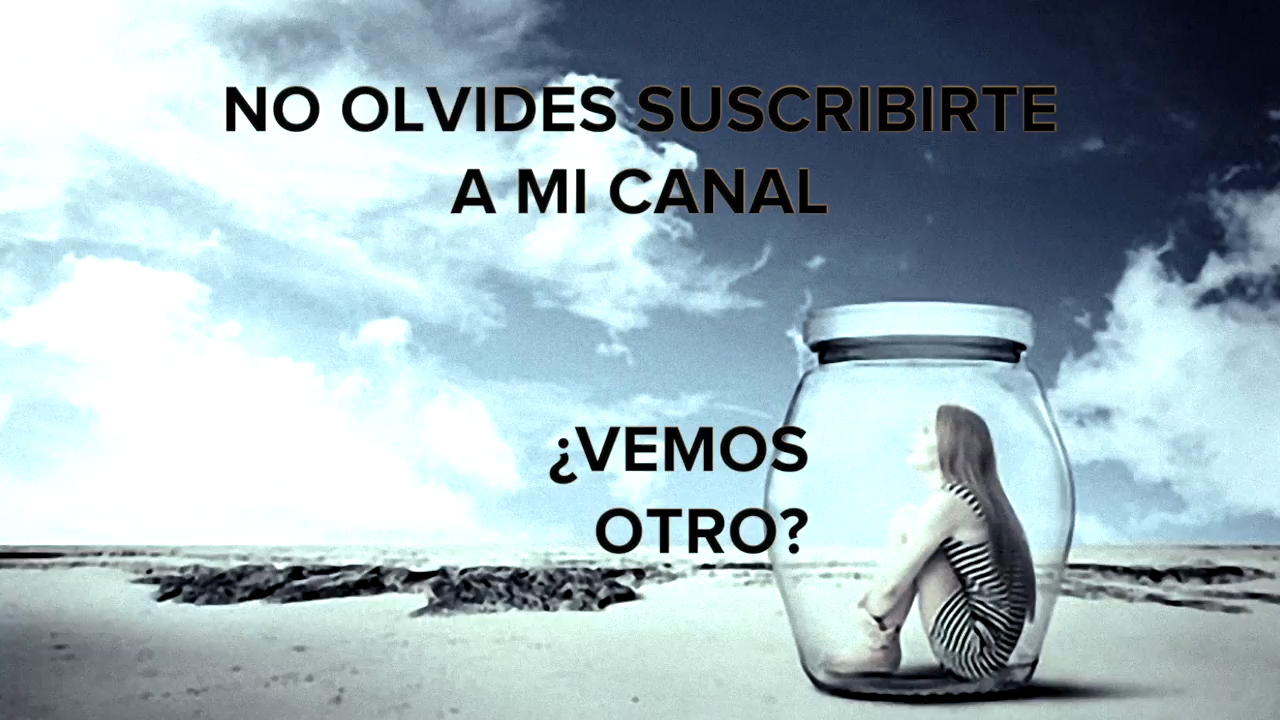 NO OLVIDES SUSCRIBIRTE
A MI CANAL
¿VEMOS
OTRO?